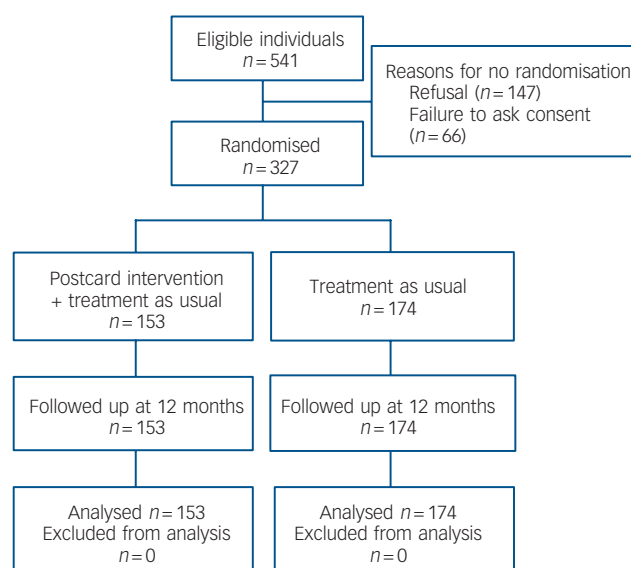 Eligible individuals
n=541
Reasons for no randomisation
Refusal (n=147)
Failure to ask consent
(n=66)
Randomised
n=327
Postcard intervention
+ treatment as usual
n=153
Treatment as usual
n=174
Followed up at 12 months
n=153
Followed up at 12 months
n=174
Analysed n=153
Excluded from analysis
n=0
Analysed n=174
Excluded from analysis
n=0